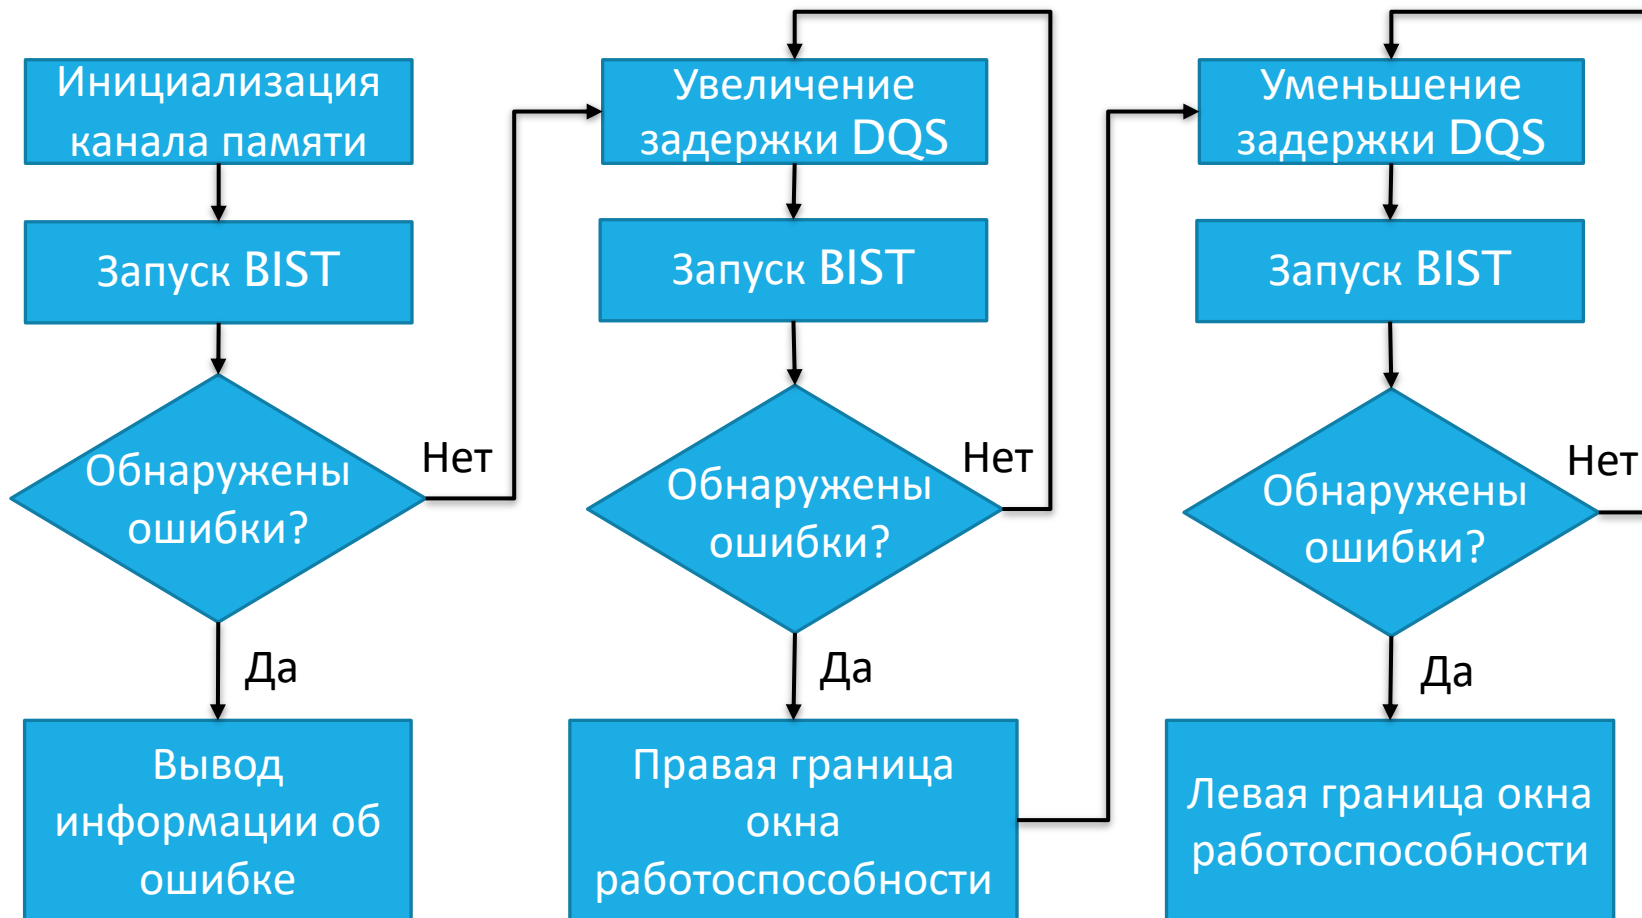 Инициализация
канала памяти
Запуск BIST
Обнаружены
ошибки?
Нет
Да
Вывод
информации об
ошибке
Увеличение
задержки DQS
Запуск BIST
Обнаружены
ошибки?
Нет
Да
Правая граница
окна
работоспособности
Уменьшение
задержки DQS
Запуск BIST
Обнаружены
ошибки?
Нет
Да
Левая граница окна
работоспособности